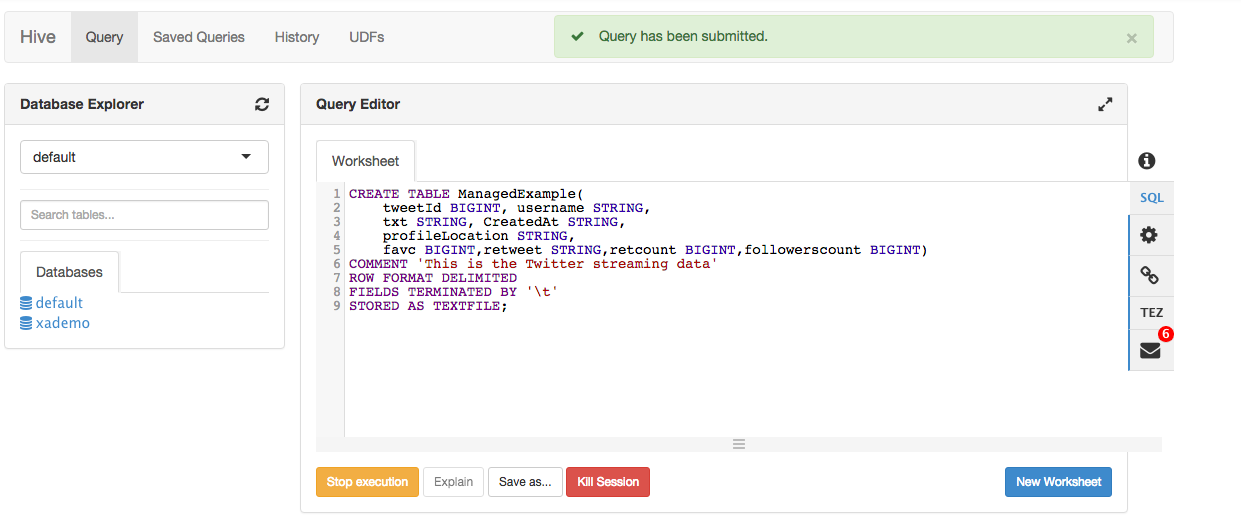 Hive Query Saved Queries History UDFs
Query has been submitted. ×
Database Explorer
default
Search tables...
Databases
default
xademo
Query Editor
Worksheet
1 CREATE TABLE ManagedExample(
2 tweetId BIGINT, username STRING,
3 txt STRING, CreatedAt STRING,
4 profileLocation STRING,
5 favc BIGINT,retweet STRING,retcount BIGINT,followerscount BIGINT)
6 COMMENT 'This is the Twitter streaming data'
7 ROW FORMAT DELIMITED
8 FIELDS TERMINATED BY '\t'
9 STORED AS TEXTFILE;
Stop execution Explain Save as... Kill Session New Worksheet
SQL
TEZ
6